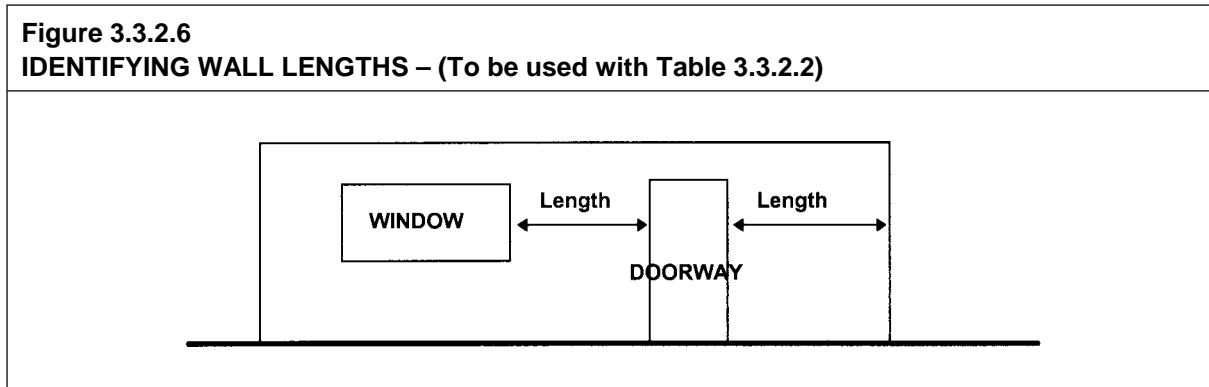 Figure 3.3.2.6
IDENTIFYING WALL LENGTHS – (To be used with Table 3.3.2.2)
Length
Length
WINDOW
DOORWAY